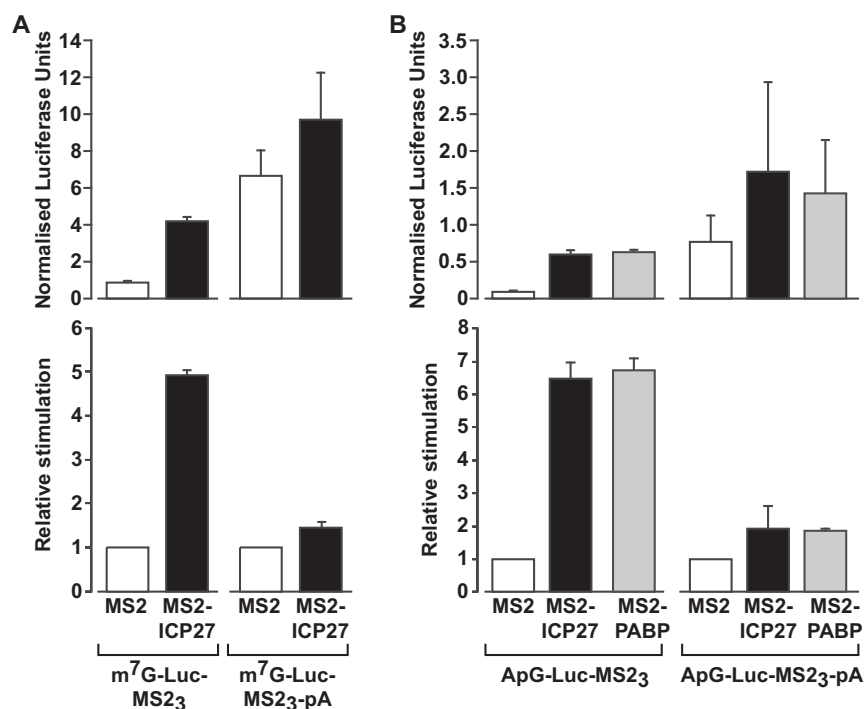 A
Normalised Luciferase Units
14
12
10
8
6
4
2
0
Relative stimulation
6
5
4
3
2
1
0
MS2 MS2-ICP27 MS2 MS2-ICP27
m⁷G-Luc-MS2₃
m⁷G-Luc-MS2₃-pA
B
Normalised Luciferase Units
3.5
3.0
2.5
2.0
1.5
1.0
0.5
0
Relative stimulation
8
7
6
5
4
3
2
1
0
MS2 MS2-ICP27 MS2-PABP MS2 MS2-ICP27 MS2-PABP
ApG-Luc-MS2₃ ApG-Luc-MS2₃-pA